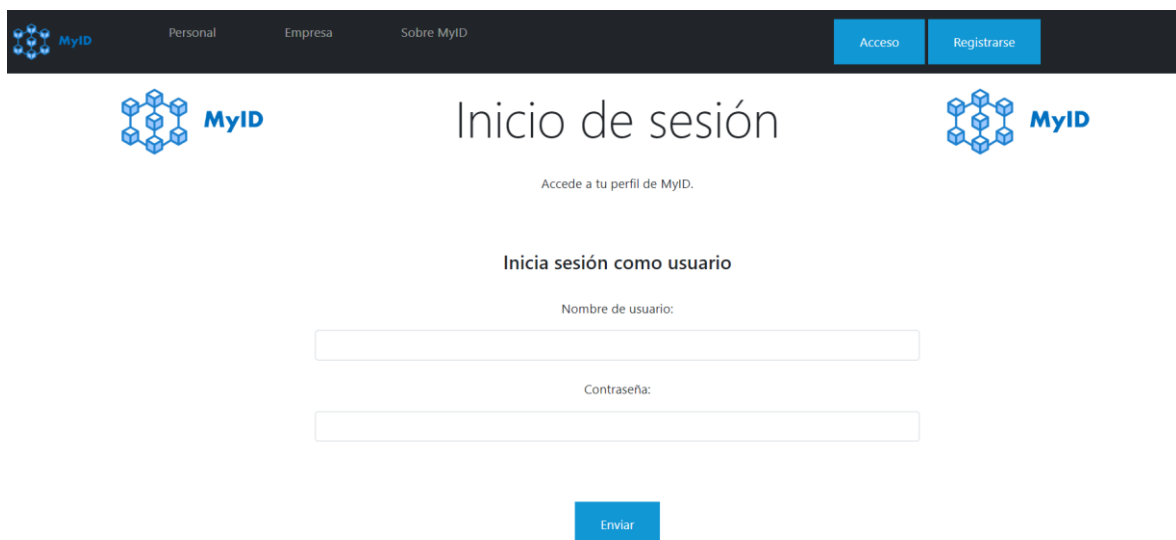 MyID Personal Empresa Sobre MyID Acceso Registrarse
MyID Inicio de sesión MyID
Accede a tu perfil de MyID.
Inicia sesión como usuario
Nombre de usuario:
Contraseña:
Enviar